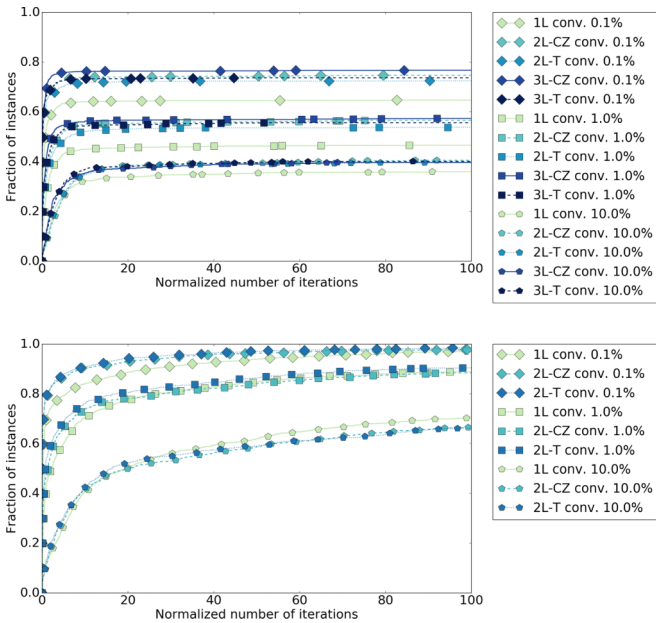 1.0
0.8
0.6
0.4
0.2
0.0
Fraction of instances
0 20 40 60 80 100
Normalized number of iterations
1L conv. 0.1%
2L-CZ conv. 0.1%
2L-T conv. 0.1%
3L-CZ conv. 0.1%
3L-T conv. 0.1%
1L conv. 1.0%
2L-CZ conv. 1.0%
2L-T conv. 1.0%
3L-CZ conv. 1.0%
3L-T conv. 1.0%
1L conv. 10.0%
2L-CZ conv. 10.0%
2L-T conv. 10.0%
3L-CZ conv. 10.0%
3L-T conv. 10.0%
1.0
0.8
0.6
0.4
0.2
0.0
Fraction of instances
0 20 40 60 80 100
Normalized number of iterations
1L conv. 0.1%
2L-CZ conv. 0.1%
2L-T conv. 0.1%
1L conv. 1.0%
2L-CZ conv. 1.0%
2L-T conv. 1.0%
1L conv. 10.0%
2L-CZ conv. 10.0%
2L-T conv. 10.0%